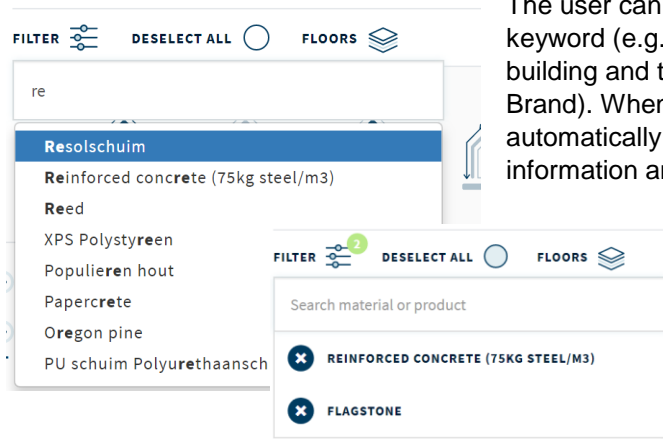 The user can
keyword (e.g.
building and t
Brand). When
automatically
information a
FILTER DESELECT ALL FLOORS
re
Resolschuim
Reinforced concrete (75kg steel/m3)
Reed
XPS Polystyreen
Populieren hout
Papercrete
Oregon pine
PU schuim Polyurethaansch
FILTER 2 DESELECT ALL FLOORS
Search material or product
REINFORCED CONCRETE (75KG STEEL/M3)
FLAGSTONE